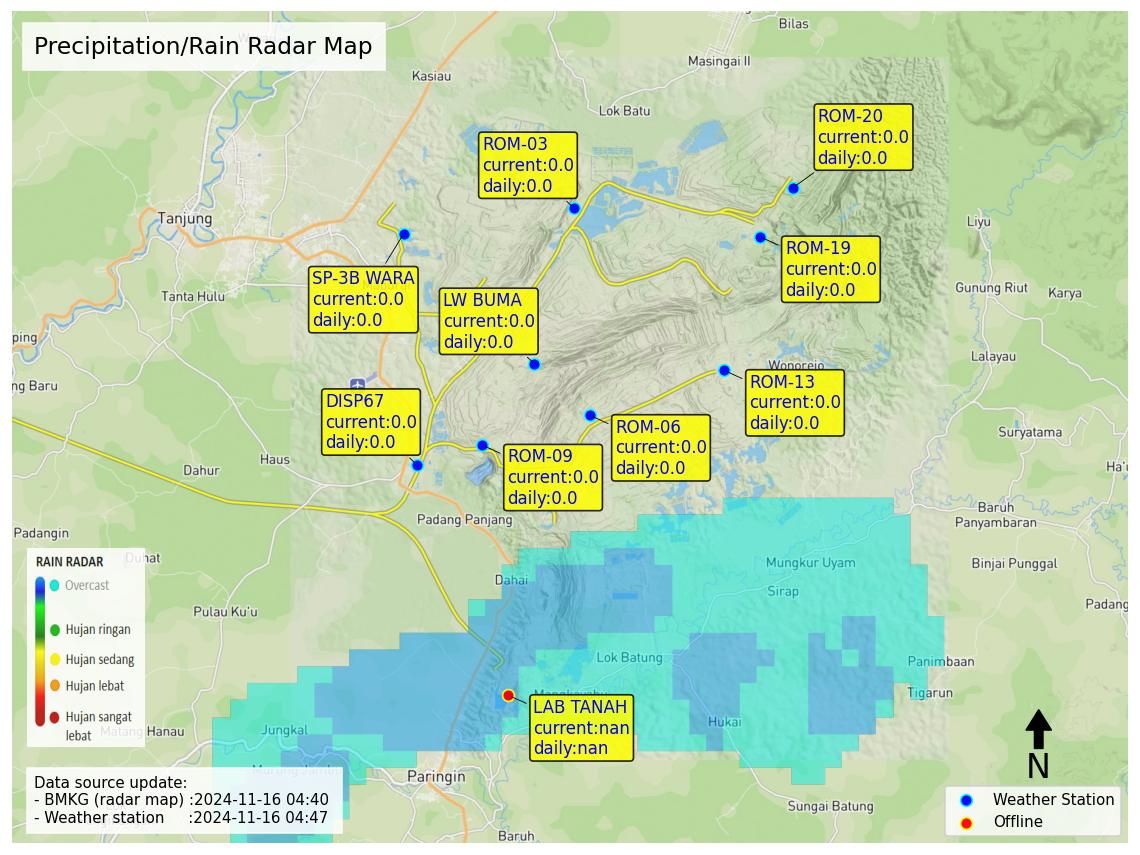 Precipitation/Rain Radar Map
Bilas
Masingai II
Kasiau
Lok Batu
ROM-20
current:0.0
daily:0.0
ROM-03
current:0.0
daily:0.0
Tanjung
Liyu
ROM-19
current:0.0
daily:0.0
SP-3B WARA
current:0.0
daily:0.0
Tanta Hulu
LW BUMA
current:0.0
daily:0.0
Gunung Riut
Karya
ping
Lalayau
Wonorejo
ng Baru
ROM-13
current:0.0
daily:0.0
DISP67
current:0.0
daily:0.0
ROM-06
current:0.0
daily:0.0
Suryatama
ROM-09
current:0.0
daily:0.0
Haus
Dahur
Ha'u
Baruh
Panyambaran
Padang Panjang
Padangin
Duhat
Mungkur Uyam
Binjai Punggal
Dahai
Sirap
Padang
Pulau Ku'u
RAIN RADAR
Overcast
Hujan ringan
Hujan sedang
Hujan lebat
Hujan sangat
lebat
Lok Batung
Panimbaan
Tigarun
LAB TANAH
current:nan
daily:nan
Hukai
Jungkal
Matang Hanau
Paringin
N
Data source update:
- BMKG (radar map) :2024-11-16 04:40
- Weather station :2024-11-16 04:47
Sungai Batung
Baruh
Weather Station
Offline